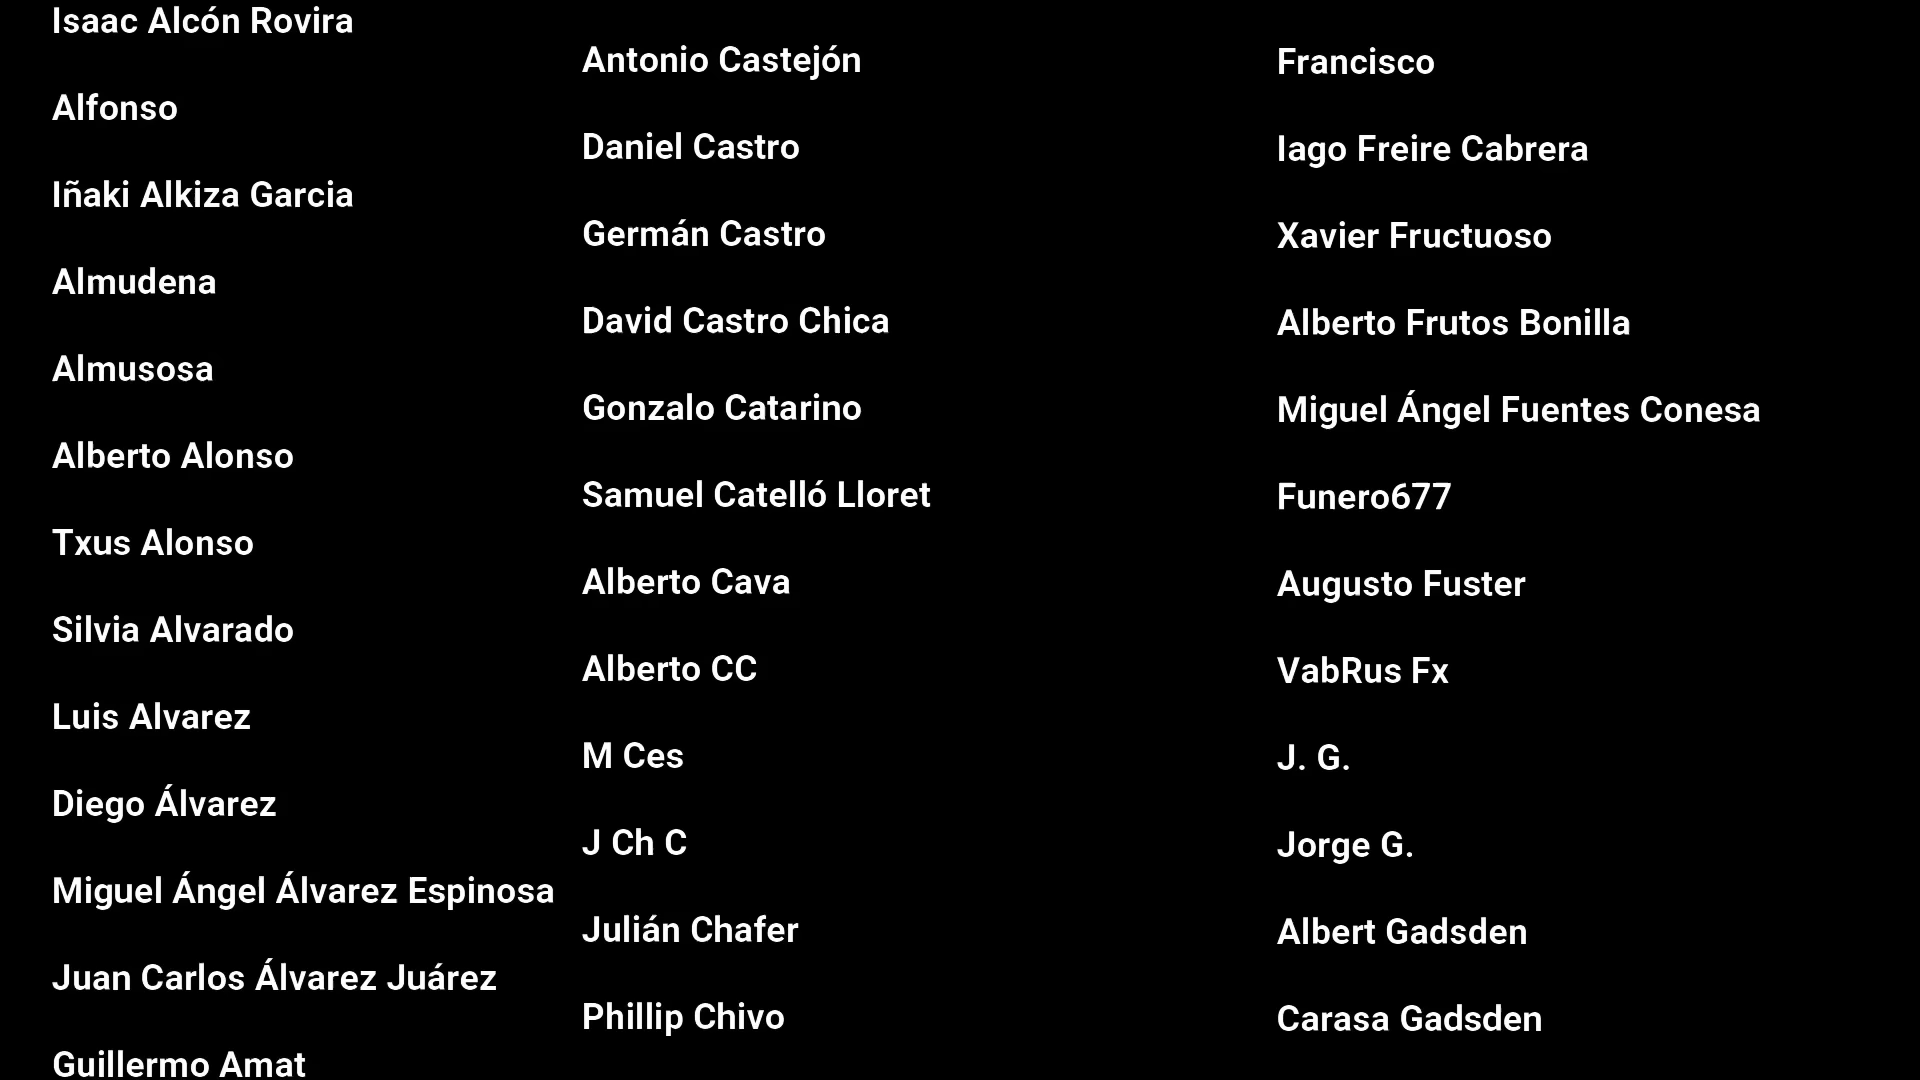 Isaac Alcón Rovira
Alfonso
Iñaki Alkiza Garcia
Almudena
Almusosa
Alberto Alonso
Txus Alonso
Silvia Alvarado
Luis Alvarez
Diego Álvarez
Miguel Ángel Álvarez Espinosa
Juan Carlos Álvarez Juárez
Guillermo Amat
Antonio Castejón
Daniel Castro
Germán Castro
David Castro Chica
Gonzalo Catarino
Samuel Catelló Lloret
Alberto Cava
Alberto CC
M Ces
J Ch C
Julián Chafer
Phillip Chivo
Francisco
Iago Freire Cabrera
Xavier Fructuoso
Alberto Frutos Bonilla
Miguel Ángel Fuentes Conesa
Funero677
Augusto Fuster
VabRus Fx
J. G.
Jorge G.
Albert Gadsden
Carasa Gadsden